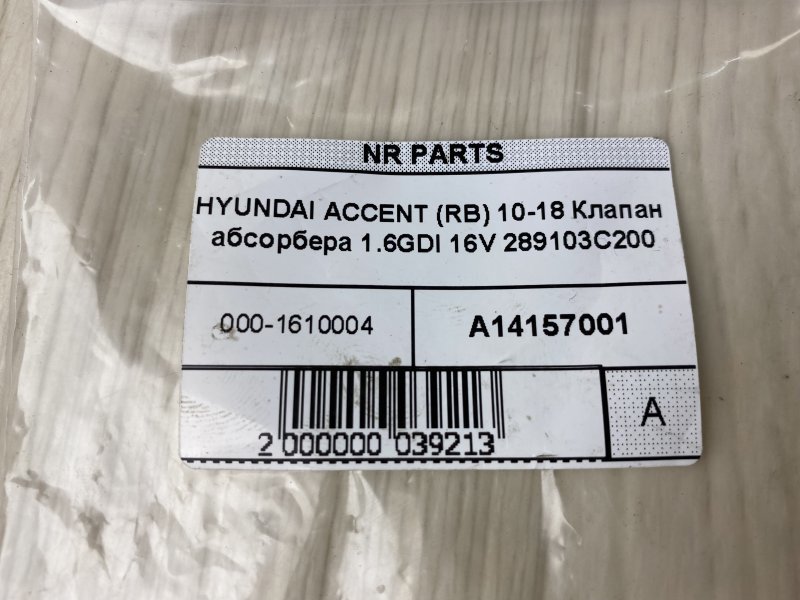 NR PARTS
HYUNDAI ACCENT (RB) 10-18 Клапан
абсорбера 1.6GDI 16V 289103C200
000-1610004
A14157001
2 000000 039213
A